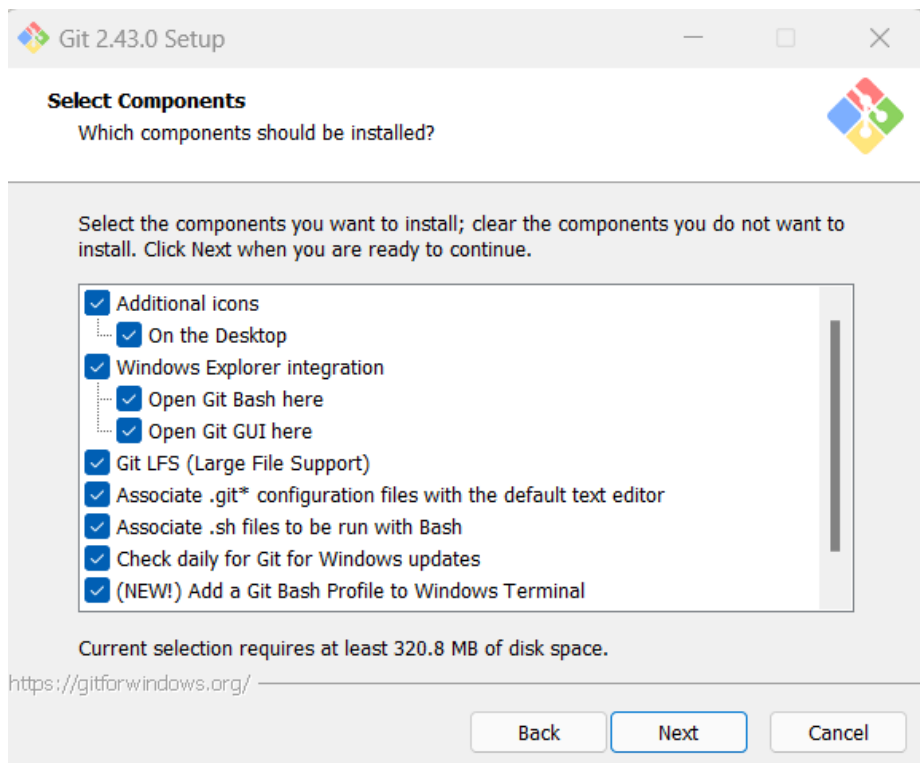 Git 2.43.0 Setup
Select Components
Which components should be installed?
Select the components you want to install; clear the components you do not want to
install. Click Next when you are ready to continue.
Additional icons
On the Desktop
Windows Explorer integration
Open Git Bash here
Open Git GUI here
Git LFS (Large File Support)
Associate .git* configuration files with the default text editor
Associate .sh files to be run with Bash
Check daily for Git for Windows updates
(NEW!) Add a Git Bash Profile to Windows Terminal
Current selection requires at least 320.8 MB of disk space.
https://gitforwindows.org/
Back Next Cancel